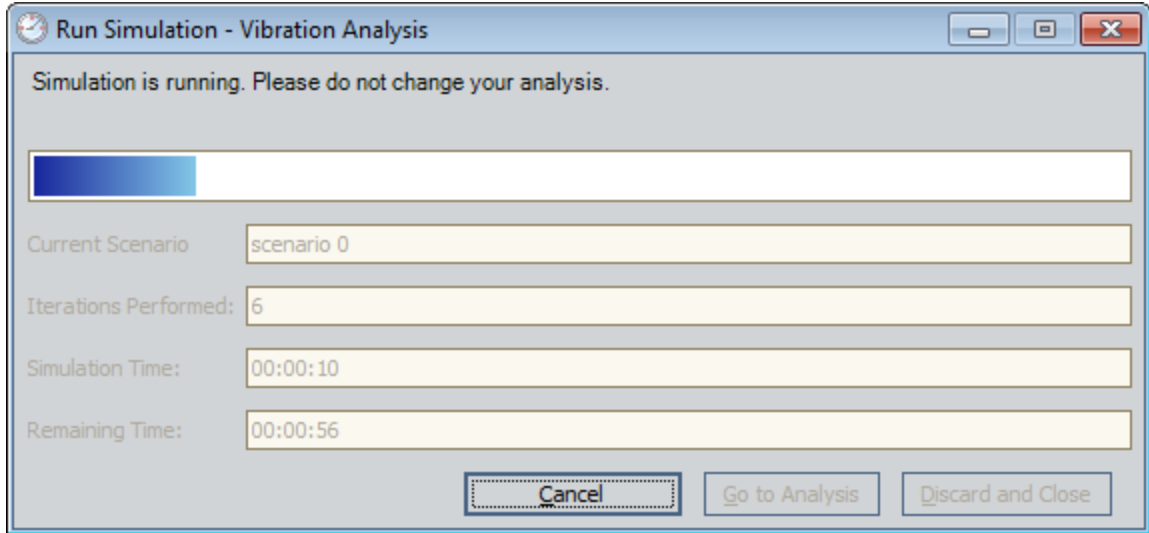 Run Simulation - Vibration Analysis
Simulation is running. Please do not change your analysis.
Current Scenario scenario 0
Iterations Performed: 6
Simulation Time: 00:00:10
Remaining Time: 00:00:56
Cancel Go to Analysis Discard and Close